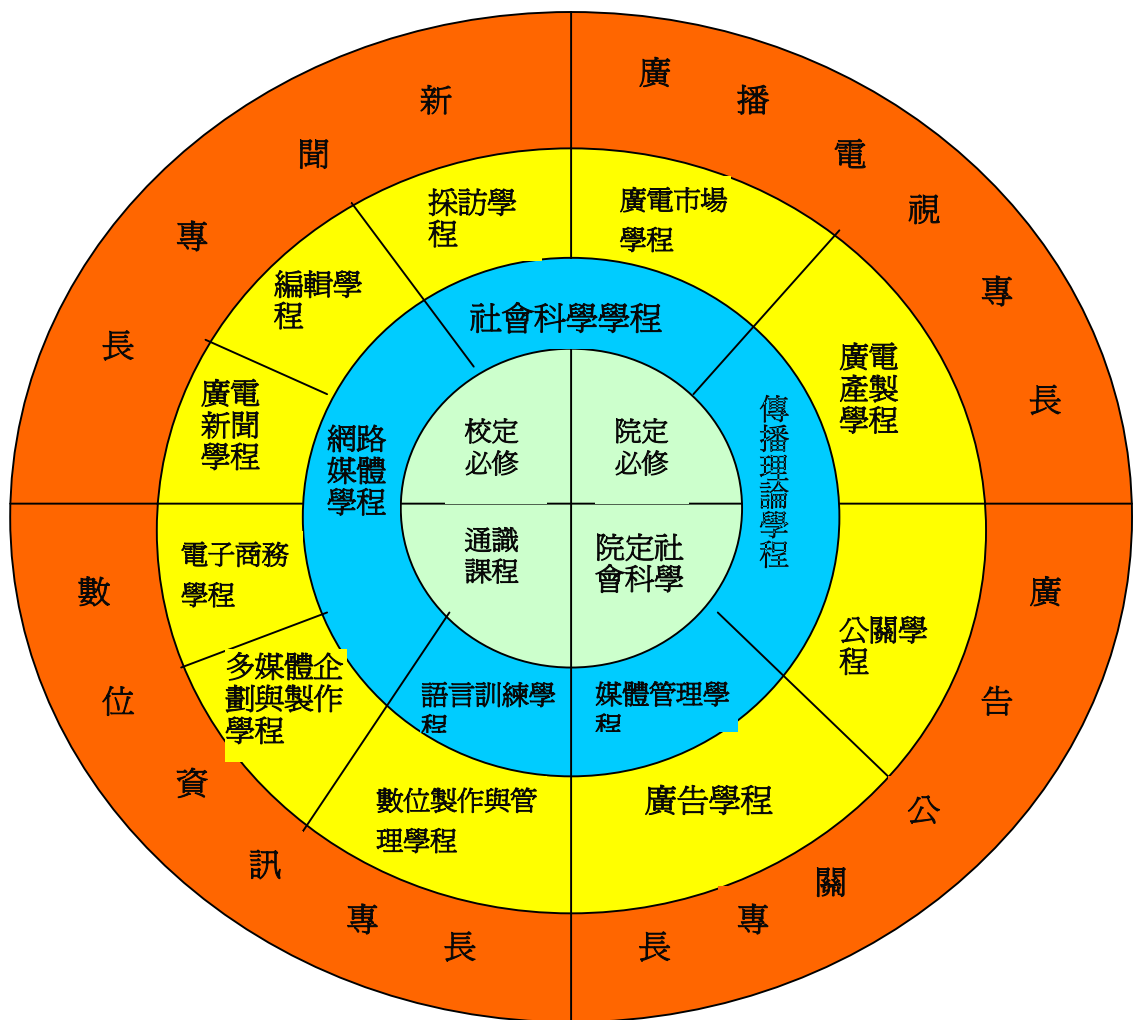 新聞專長
廣播電視專長
採訪學
程
廣電市場
學程
編輯學
程
社會科學學程
廣電
產製
學程
廣電
新聞
學程
網路
媒體
學程
校定
必修
院定
必修
傳播理論學程
通識
課程
院定社
會科學
電子商務
學程
公關學
程
多媒體企
劃與製作
學程
語言訓練學
程
媒體管理學
程
數位製作與管
理學程
廣告學程
數位資訊專長
廣告公關專長